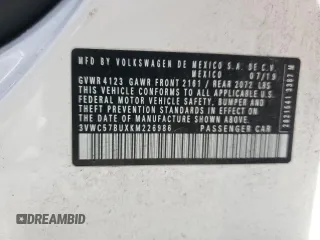 MFD BY VOLKSWAGEN DE MEXICO S.A. DE C.V.
MEXICO 07/19
GVWR 4123 GAWR FRONT 2161 / REAR 2072 LBS
THIS VEHICLE CONFORMS TO ALL APPLICABLE
FEDERAL MOTOR VEHICLE SAFETY, BUMPER AND
THEFT PREVENTION STANDARDS IN EFFECT ON THE
DATE OF MANUFACTURE SHOWN ABOVE
3VWC57BUXKM226986 PASSENGER CAR
DREAMBID
DREAMBID.COM